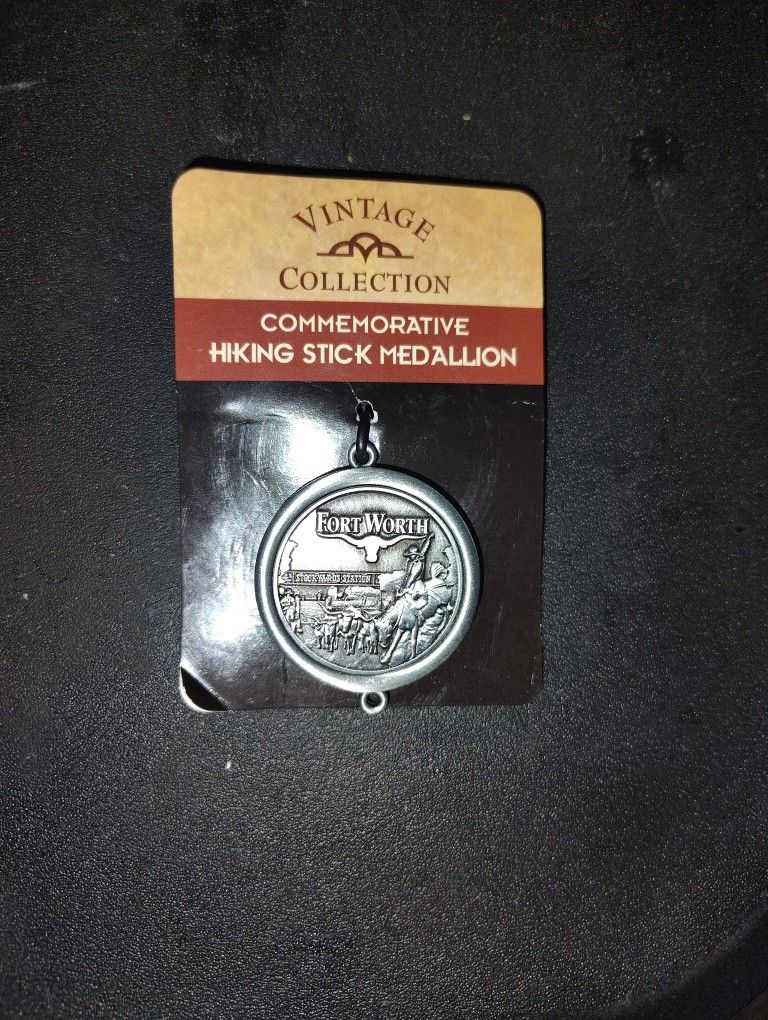 VINTAGE
COLLECTION
COMMEMORATIVE
HIKING STICK MEDALLION
FORT WORTH
STOCKYARDS STATION